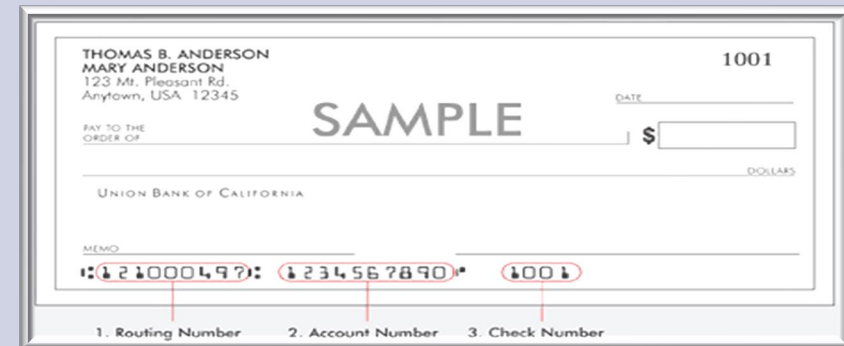 THOMAS B. ANDERSON
MARY ANDERSON
123 Mt. Pleasant Rd.
Anytown, USA 12345
1001
DATE
SAMPLE
PAY TO THE
ORDER OF
$
DOLLARS
UNION BANK OF CALIFORNIA
MEMO
⑆121000497⑆ 1234567890⑈ 1001
1. Routing Number 2. Account Number 3. Check Number